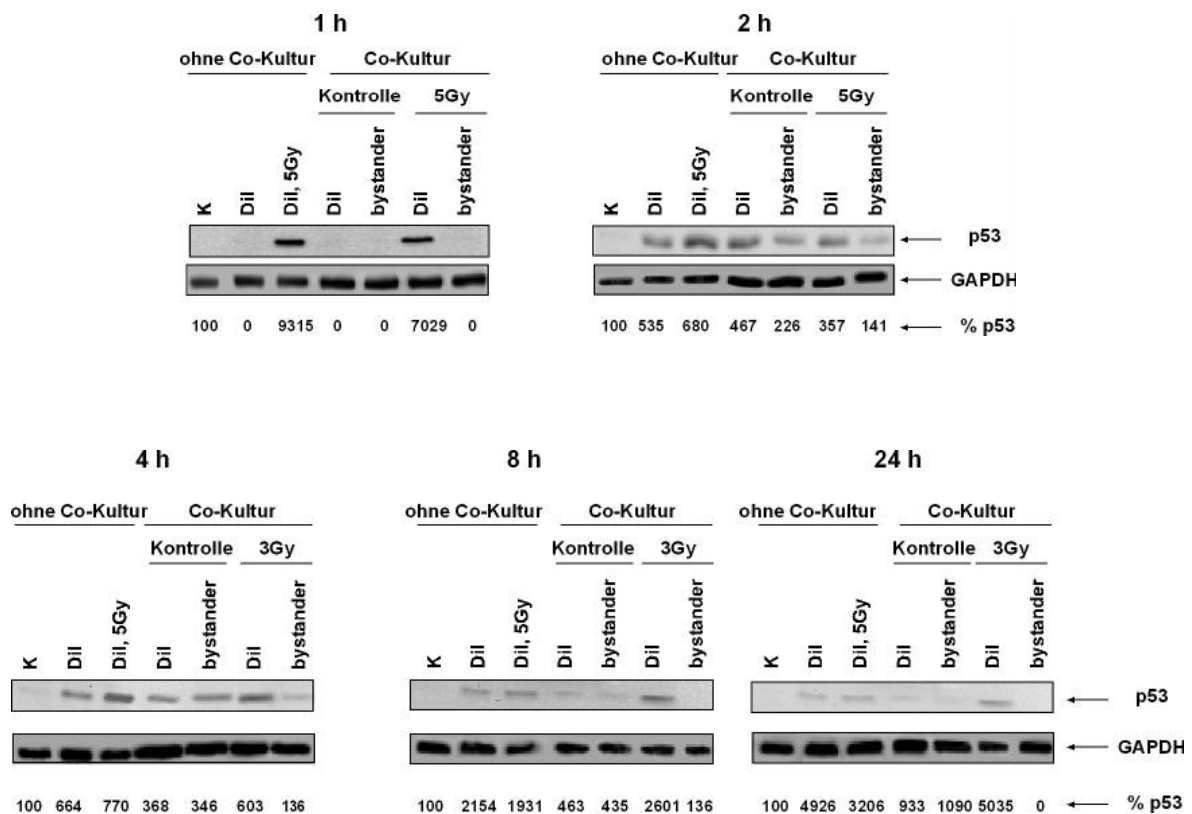 1 h
ohne Co-Kultur Co-Kultur
Kontrolle 5Gy
K DiI DiI, 5Gy DiI bystander DiI bystander
100 0 9315 0 0 7029 0
2 h
ohne Co-Kultur Co-Kultur
Kontrolle 5Gy
K DiI DiI, 5Gy DiI bystander DiI bystander
p53
GAPDH
100 535 680 467 226 357 141 % p53
4 h
ohne Co-Kultur Co-Kultur
Kontrolle 3Gy
K DiI DiI, 5Gy DiI bystander DiI bystander
100 664 770 368 346 603 136
8 h
ohne Co-Kultur Co-Kultur
Kontrolle 3Gy
K DiI DiI, 5Gy DiI bystander DiI bystander
100 2154 1931 463 435 2601 136
24 h
ohne Co-Kultur Co-Kultur
Kontrolle 3Gy
K DiI DiI, 5Gy DiI bystander DiI bystander
p53
GAPDH
100 4926 3206 933 1090 5035 0 % p53